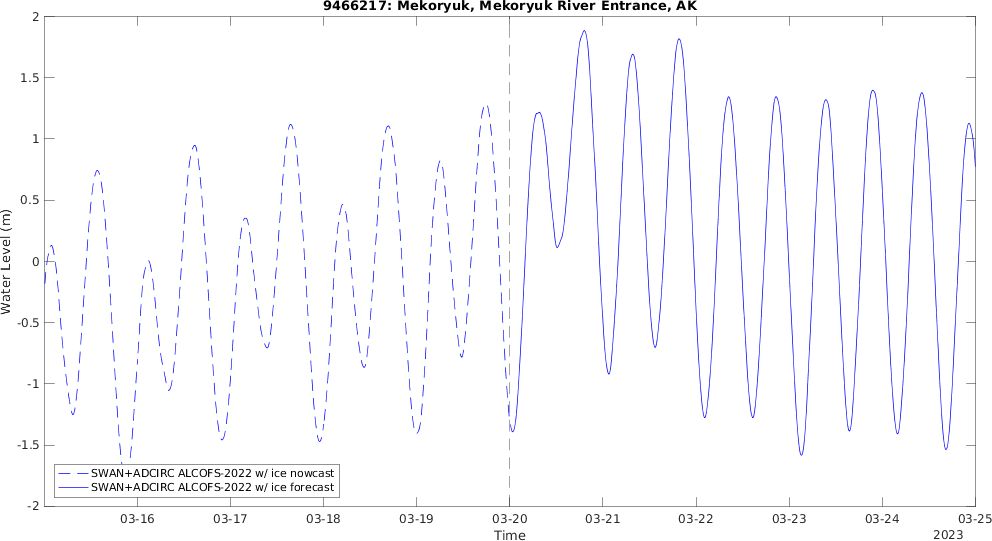 9466217: Mekoryuk, Mekoryuk River Entrance, AK
2
1.5
1
0.5
0
-0.5
-1
-1.5
-2
Water Level (m)
SWAN+ADCIRC ALCOFS-2022 w/ ice nowcast
SWAN+ADCIRC ALCOFS-2022 w/ ice forecast
03-16 03-17 03-18 03-19 03-20 03-21 03-22 03-23 03-24 03-25
Time
2023